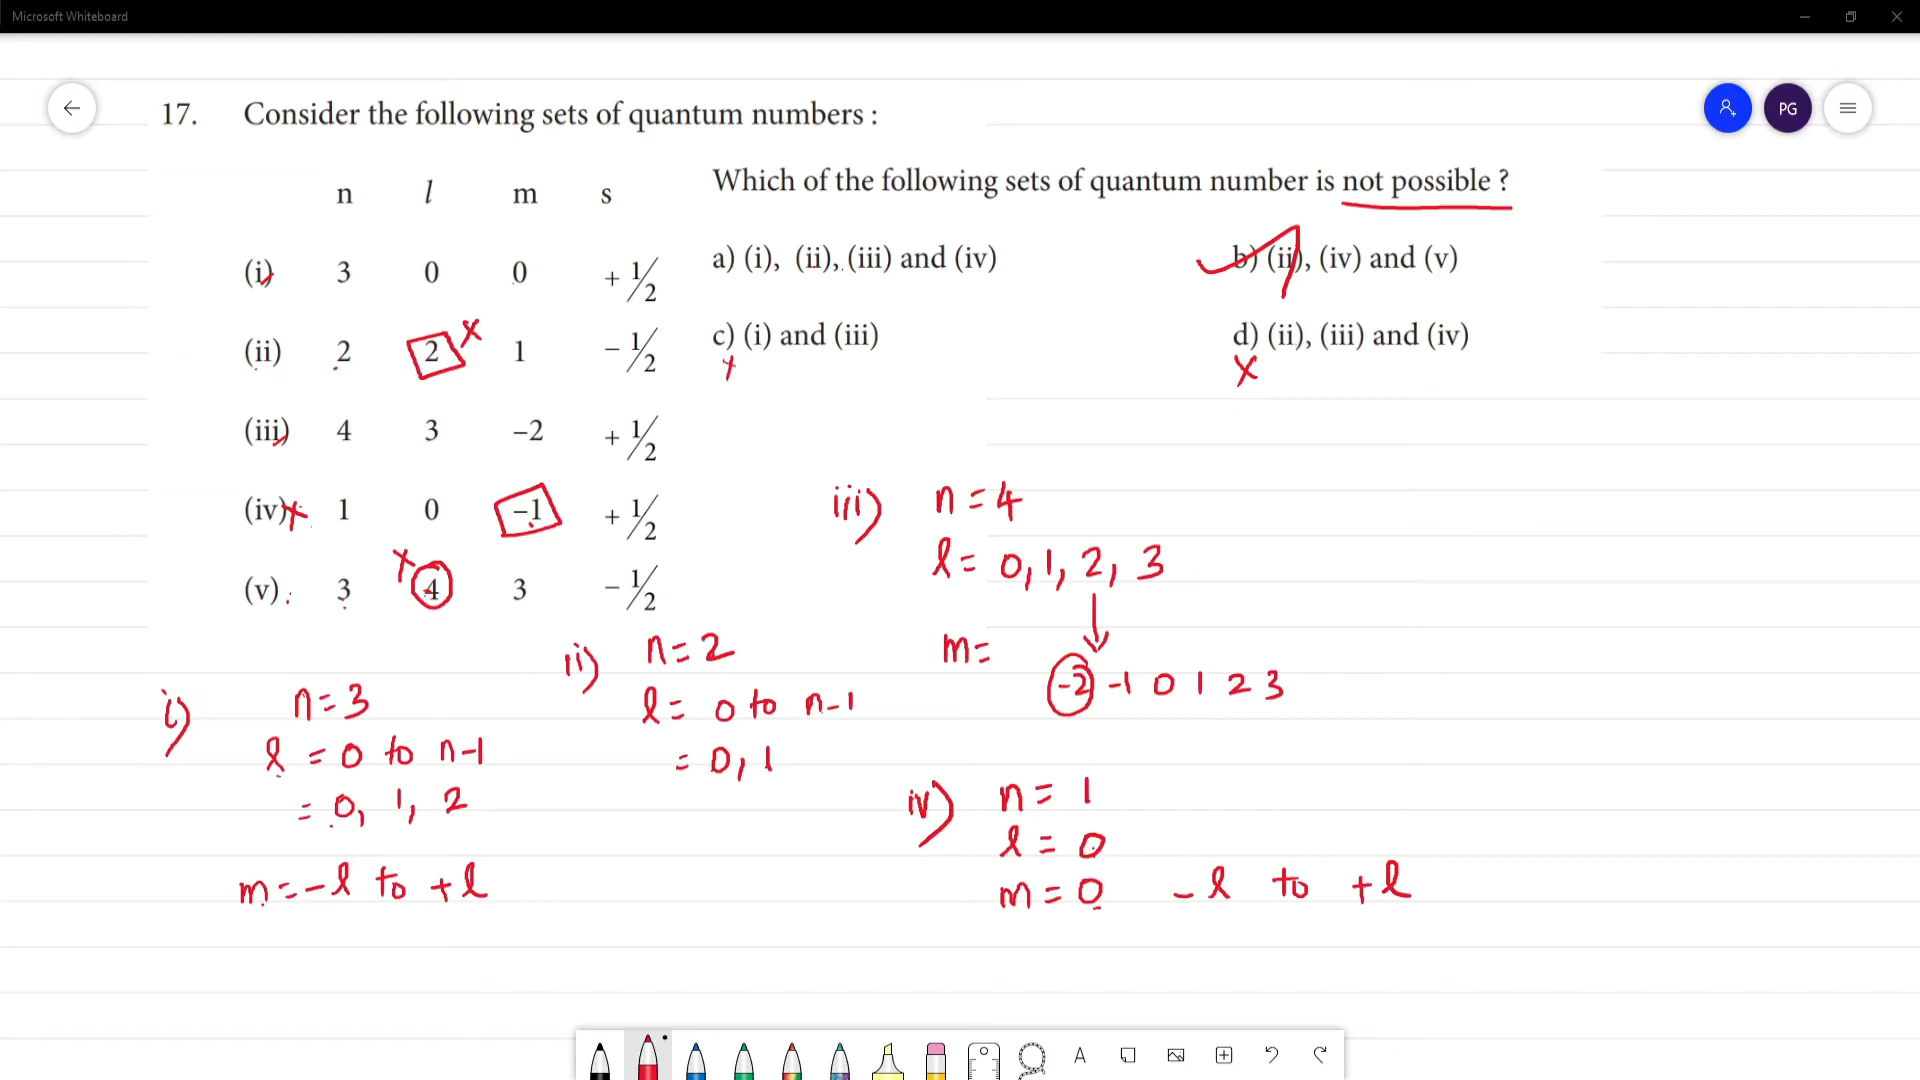 Microsoft Whiteboard
PG
17. Consider the following sets of quantum numbers :
n l m s
(i) 3 0 0 + 1/2
(ii) 2 2 x 1 – 1/2
(iii) 4 3 –2 + 1/2
(iv) x 1 0 –1 + 1/2
(v) 3 x 4 3 – 1/2
Which of the following sets of quantum number is not possible ?
a) (i), (ii), (iii) and (iv) b) (ii), (iv) and (v)
c) (i) and (iii) d) (ii), (iii) and (iv)
x x
i) n = 3
l = 0 to n-1
= 0, 1, 2
m = -l to +l
ii) n = 2
l = 0 to n-1
= 0, 1
iii) n = 4
l = 0, 1, 2, 3
m =
-2 -1 0 1 2 3
iv) n = 1
l = 0
m = 0 -l to +l
A